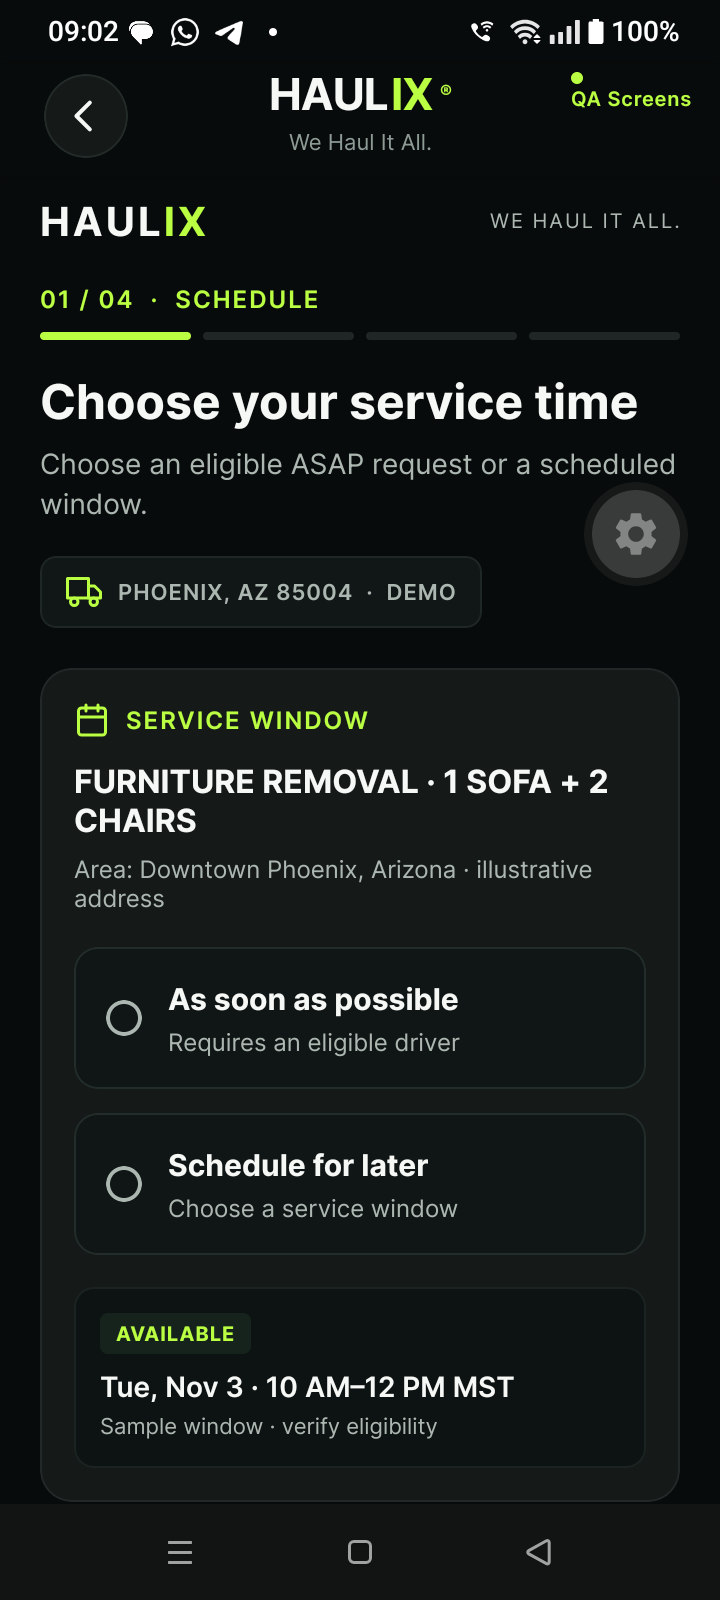 09:02
100%
HAULIX ®
QA Screens
We Haul It All.
HAULIX
WE HAUL IT ALL.
01 / 04 · SCHEDULE
Choose your service time
Choose an eligible ASAP request or a scheduled
window.
PHOENIX, AZ 85004 · DEMO
SERVICE WINDOW
FURNITURE REMOVAL · 1 SOFA + 2
CHAIRS
Area: Downtown Phoenix, Arizona · illustrative
address
As soon as possible
Requires an eligible driver
Schedule for later
Choose a service window
AVAILABLE
Tue, Nov 3 · 10 AM–12 PM MST
Sample window · verify eligibility